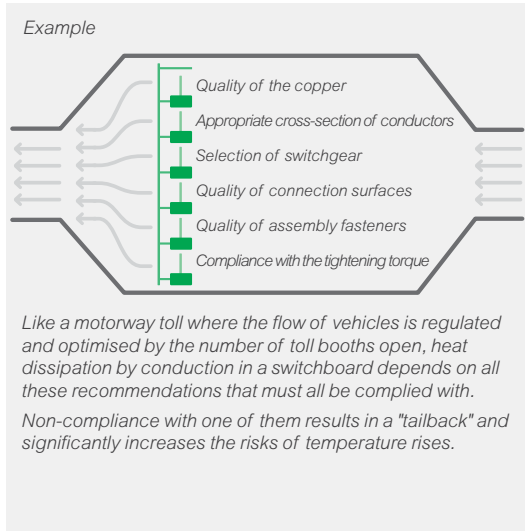 Example
Quality of the copper
Appropriate cross-section of conductors
Selection of switchgear
Quality of connection surfaces
Quality of assembly fasteners
Compliance with the tightening torque
Like a motorway toll where the flow of vehicles is regulated
and optimised by the number of toll booths open, heat
dissipation by conduction in a switchboard depends on all
these recommendations that must all be complied with.
Non-compliance with one of them results in a "tailback" and
significantly increases the risks of temperature rises.